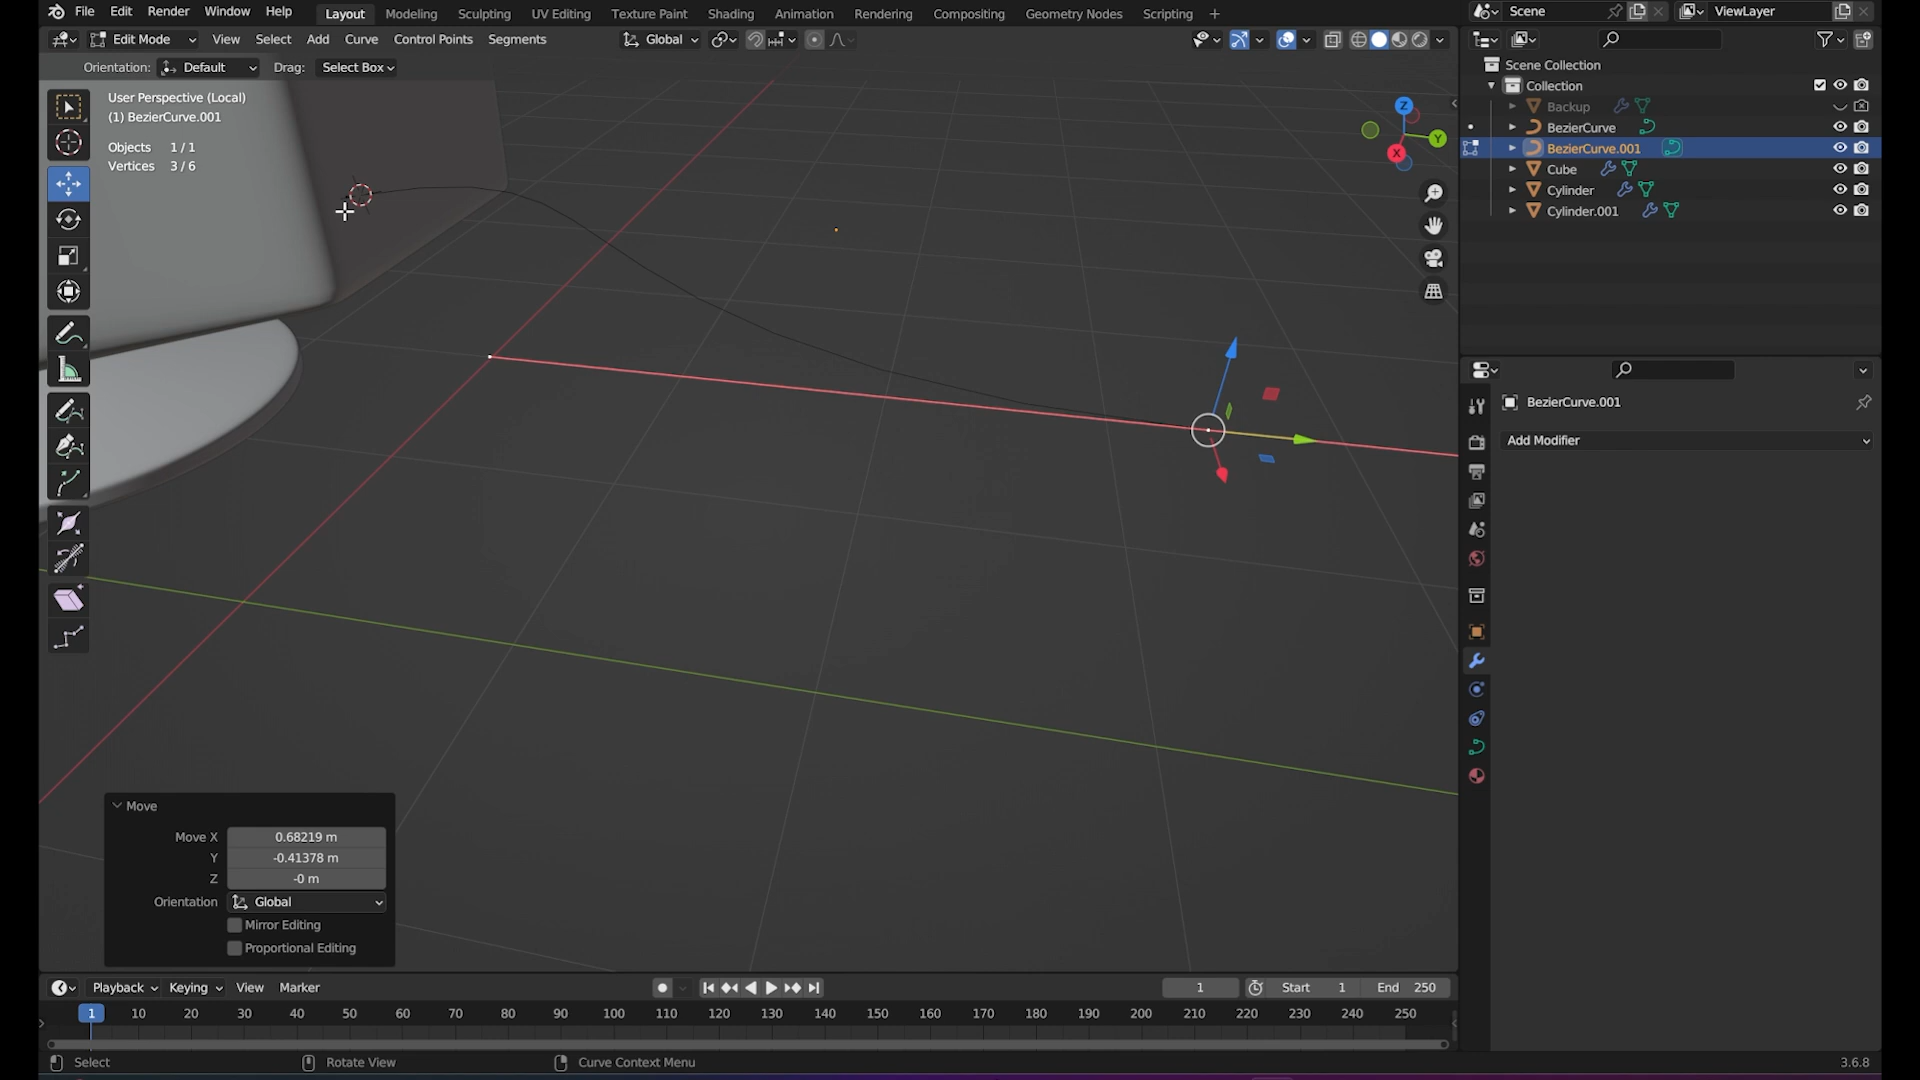 File Edit Render Window Help Layout Modeling Sculpting UV Editing Texture Paint Shading Animation Rendering Compositing Geometry Nodes Scripting Scene ViewLayer
Edit Mode View Select Add Curve Control Points Segments Global
Orientation: Default Drag: Select Box
User Perspective (Local)
(1) BezierCurve.001
Objects 1/1
Vertices 3/6
Z
Y
X
Scene Collection
Collection
Backup
BezierCurve
BezierCurve.001
Cube
Cylinder
Cylinder.001
BezierCurve.001
Add Modifier
Move
Move X 0.68219 m
Y -0.41378 m
Z -0 m
Orientation Global
Mirror Editing
Proportional Editing
Playback Keying View Marker 1 Start 1 End 250
1 10 20 30 40 50 60 70 80 90 100 110 120 130 140 150 160 170 180 190 200 210 220 230 240 250
Select Rotate View Curve Context Menu 3.6.8